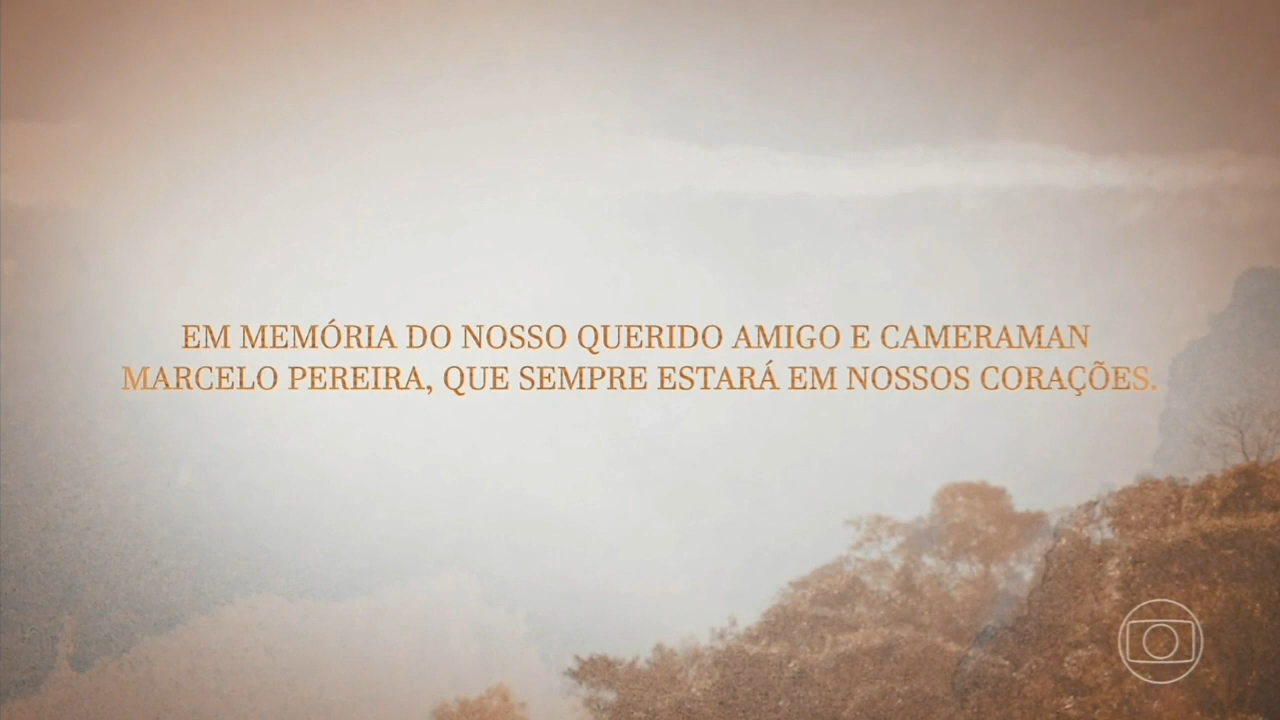 EM MEMÓRIA DO NOSSO QUERIDO AMIGO E CAMERAMAN
MARCELO PEREIRA, QUE SEMPRE ESTARÁ EM NOSSOS CORAÇÕES.